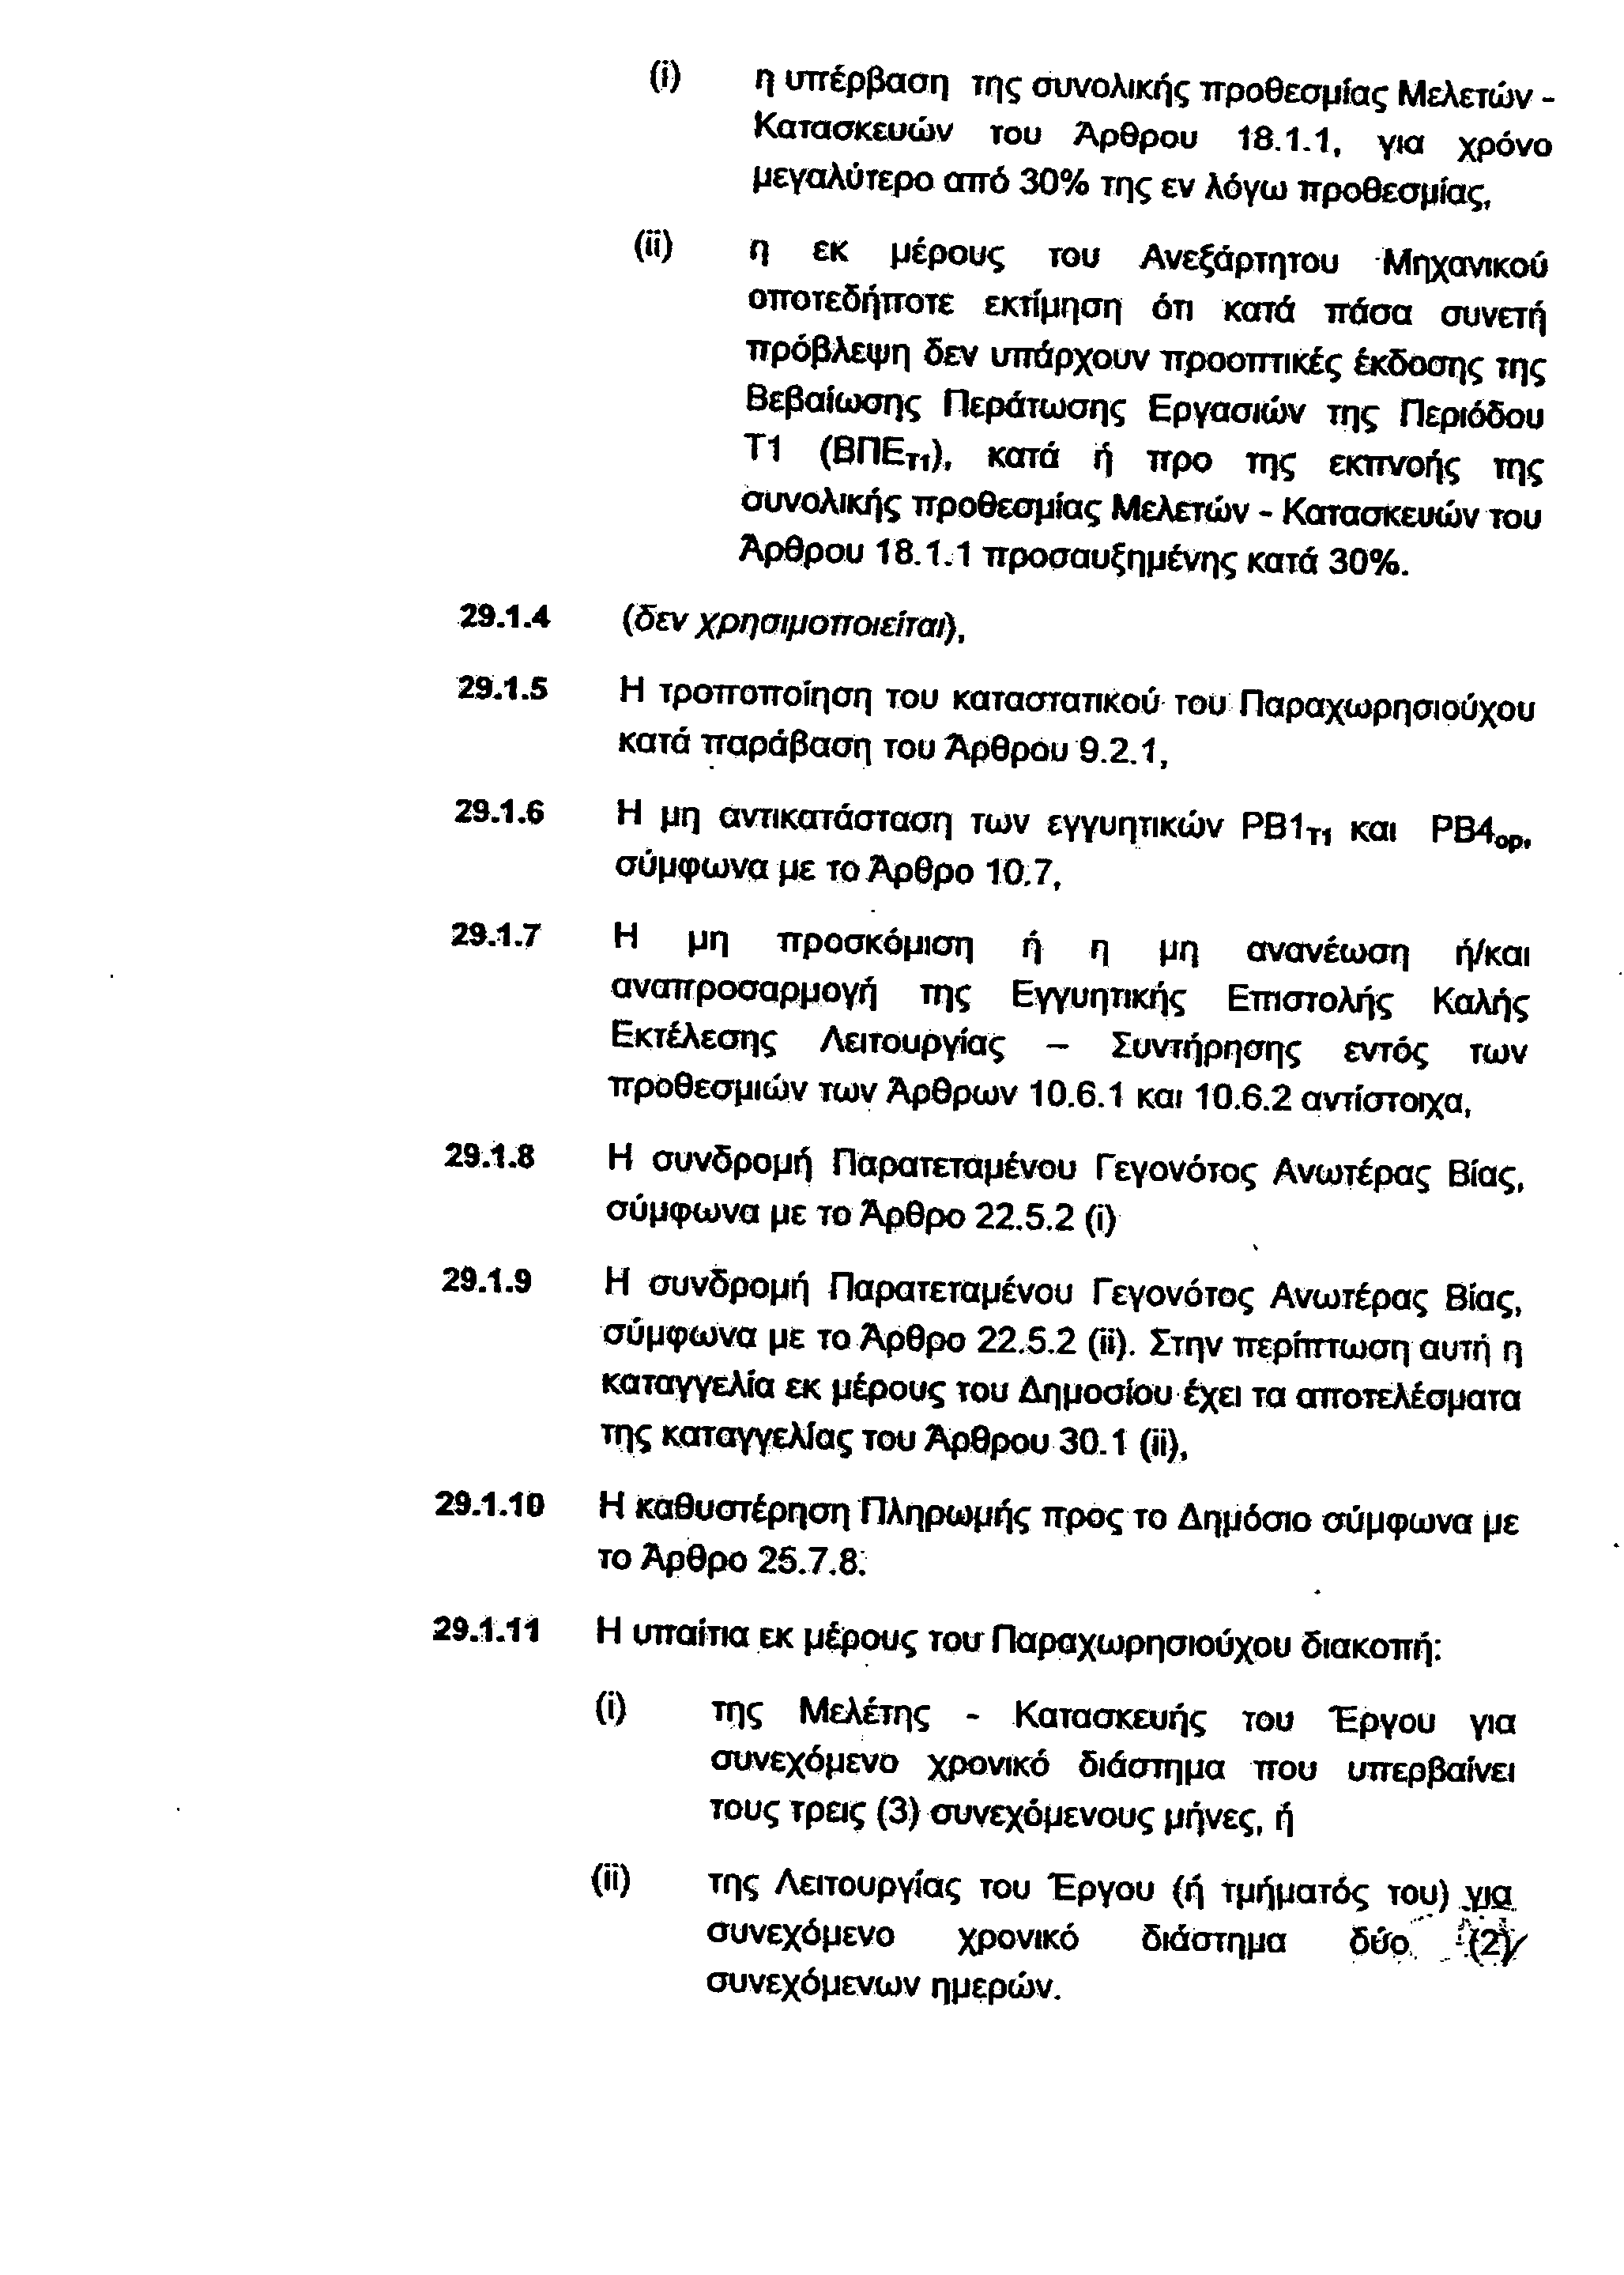 (i) η υπέρβαση της συνολικής προθεσμίας Μελετών -
Κατασκευών του Άρθρου 18.1.1, για χρόνο
μεγαλύτερο από 30% της εν λόγω προθεσμίας,
(ii) η εκ μέρους του Ανεξάρτητου Μηχανικού
οποτεδήποτε εκτίμηση ότι κατά πάσα συνετή
πρόβλεψη δεν υπάρχουν προοπτικές έκδοσης της
Βεβαίωσης Περάτωσης Εργασιών της Περιόδου
Τ1 (ΒΠΕΤ1), κατά ή προ της εκπνοής της
συνολικής προθεσμίας Μελετών - Κατασκευών του
Άρθρου 18.1.1 προσαυξημένης κατά 30%.
29.1.4 (δεν χρησιμοποιείται),
29.1.5 Η τροποποίηση του καταστατικού του Παραχωρησιούχου
κατά παράβαση του Άρθρου 9.2.1,
29.1.6 Η μη αντικατάσταση των εγγυητικών PB1T1 και PB4op,
σύμφωνα με το Άρθρο 10.7,
29.1.7 Η μη προσκόμιση ή η μη ανανέωση ή/και
αναπροσαρμογή της Εγγυητικής Επιστολής Καλής
Εκτέλεσης Λειτουργίας – Συντήρησης εντός των
προθεσμιών των Άρθρων 10.6.1 και 10.6.2 αντίστοιχα,
29.1.8 Η συνδρομή Παρατεταμένου Γεγονότος Ανωτέρας Βίας,
σύμφωνα με το Άρθρο 22.5.2 (i)
29.1.9 Η συνδρομή Παρατεταμένου Γεγονότος Ανωτέρας Βίας,
σύμφωνα με το Άρθρο 22.5.2 (ii). Στην περίπτωση αυτή η
καταγγελία εκ μέρους του Δημοσίου έχει τα αποτελέσματα
της καταγγελίας του Άρθρου 30.1 (ii),
29.1.10 Η καθυστέρηση Πληρωμής προς το Δημόσιο σύμφωνα με
το Άρθρο 25.7.8.
29.1.11 Η υπαίτια εκ μέρους του Παραχωρησιούχου διακοπή:
(i) της Μελέτης - Κατασκευής του Έργου για
συνεχόμενο χρονικό διάστημα που υπερβαίνει
τους τρεις (3) συνεχόμενους μήνες, ή
(ii) της Λειτουργίας του Έργου (ή τμήματός του) για
συνεχόμενο χρονικό διάστημα δύο (2)
συνεχόμενων ημερών.